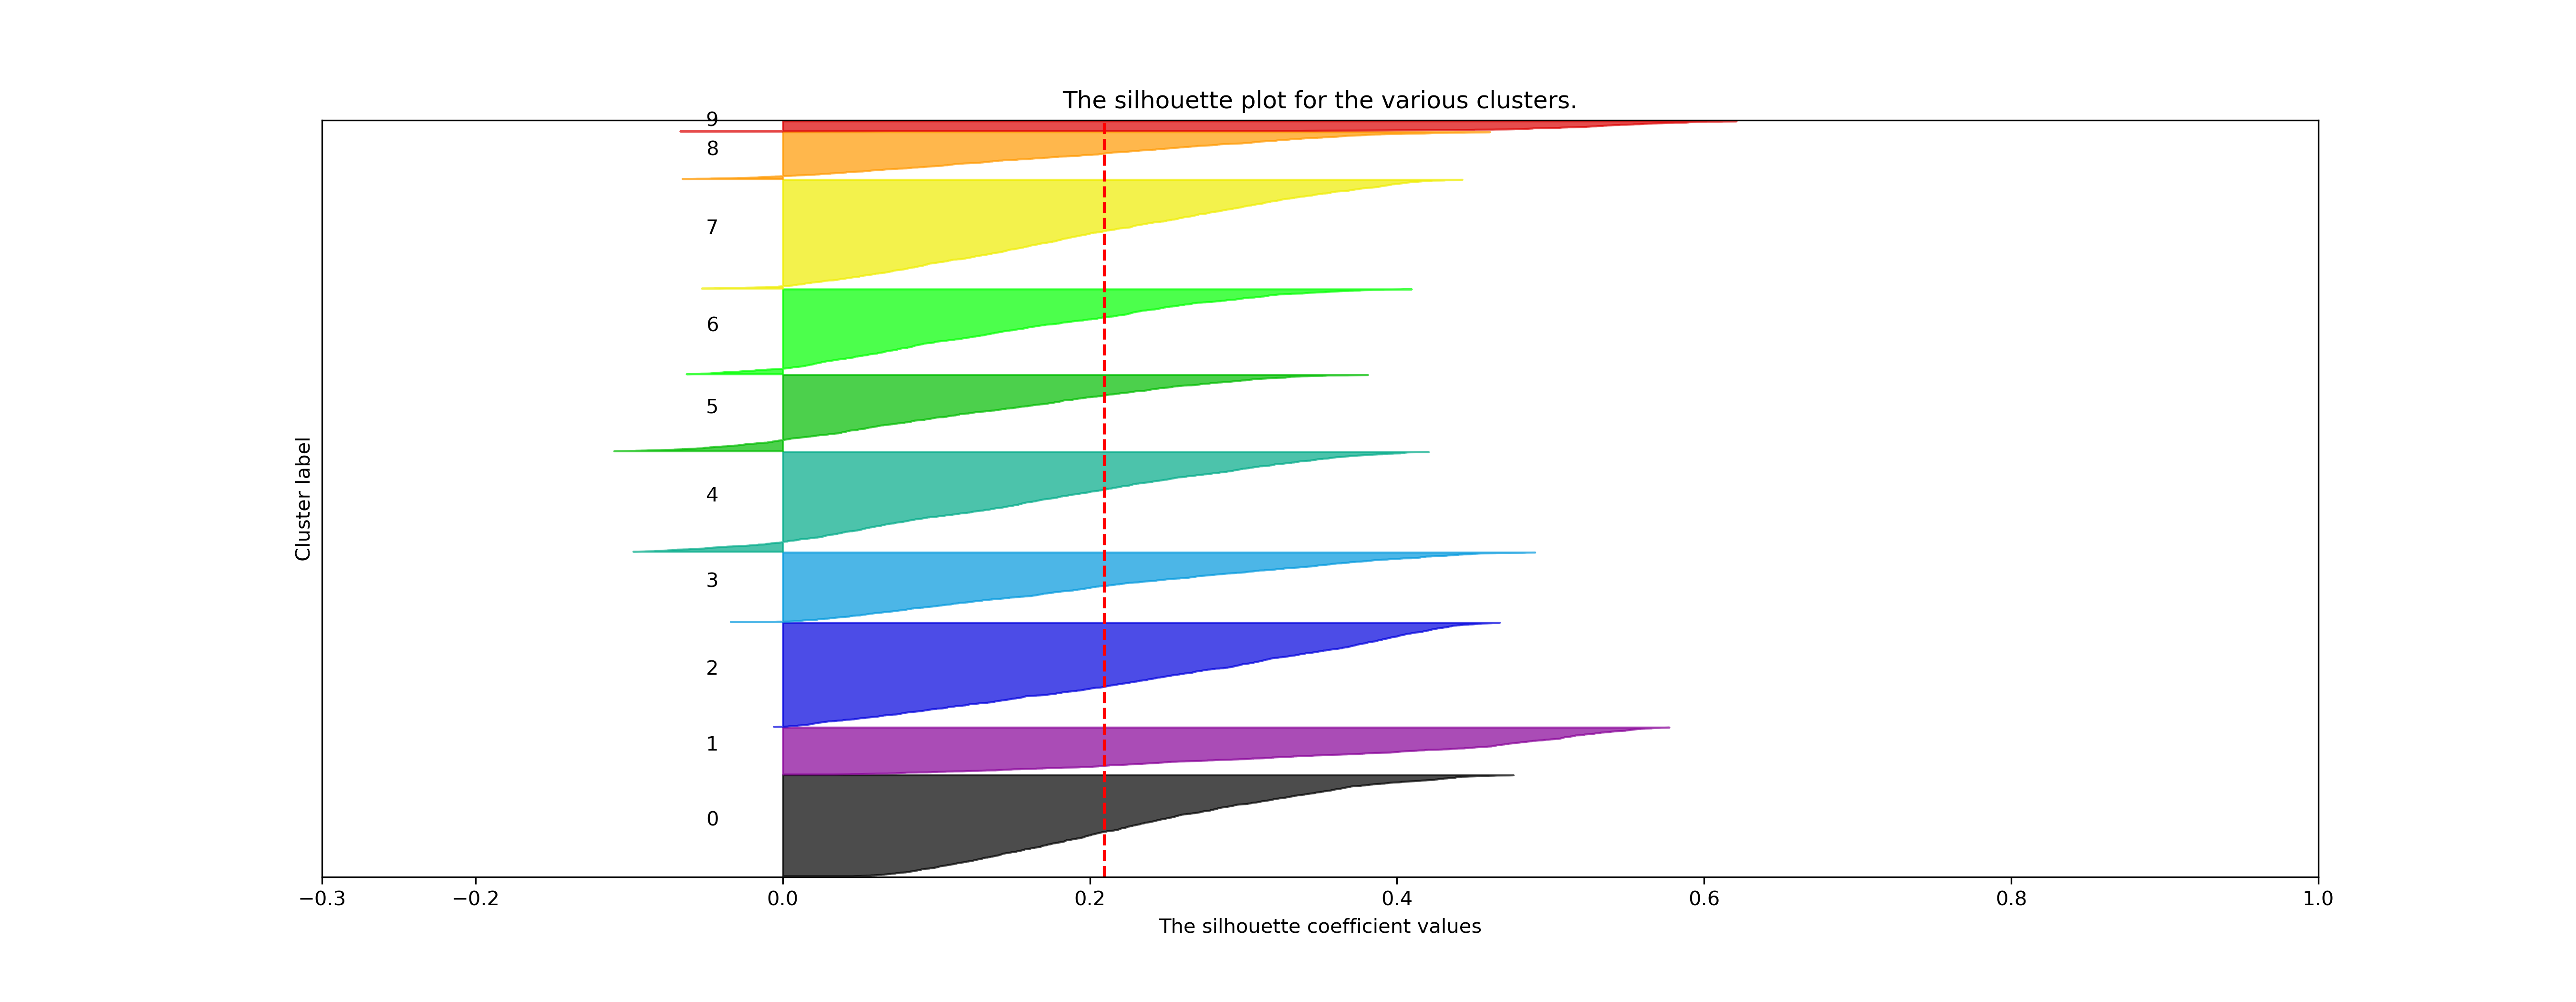 The silhouette plot for the various clusters.
9
8
7
6
5
4
3
2
1
0
Cluster label
−0.3 −0.2 0.0 0.2 0.4 0.6 0.8 1.0
The silhouette coefficient values